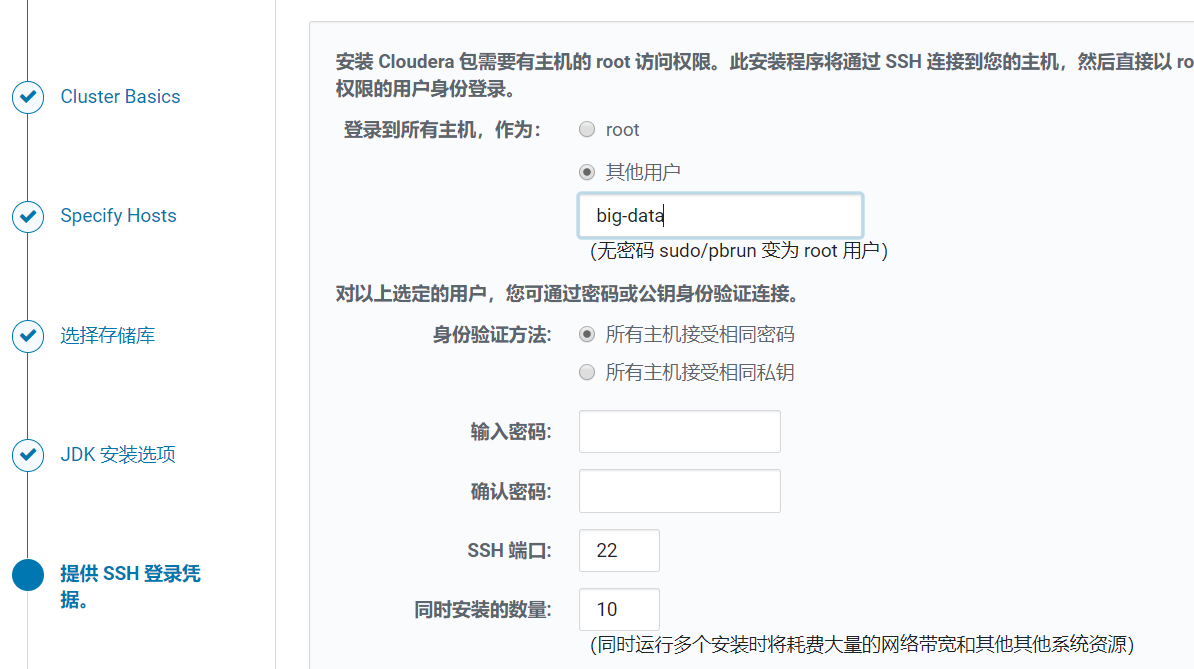 安装 Cloudera 包需要有主机的 root 访问权限。此安装程序将通过 SSH 连接到您的主机，然后直接以 ro
权限的用户身份登录。
Cluster Basics
登录到所有主机，作为： root
其他用户
big-data
Specify Hosts
(无密码 sudo/pbrun 变为 root 用户)
对以上选定的用户，您可通过密码或公钥身份验证连接。
选择存储库
身份验证方法: 所有主机接受相同密码
所有主机接受相同私钥
输入密码:
JDK 安装选项
确认密码:
SSH 端口: 22
提供 SSH 登录凭
据。
同时安装的数量: 10
(同时运行多个安装时将耗费大量的网络带宽和其他其他系统资源)